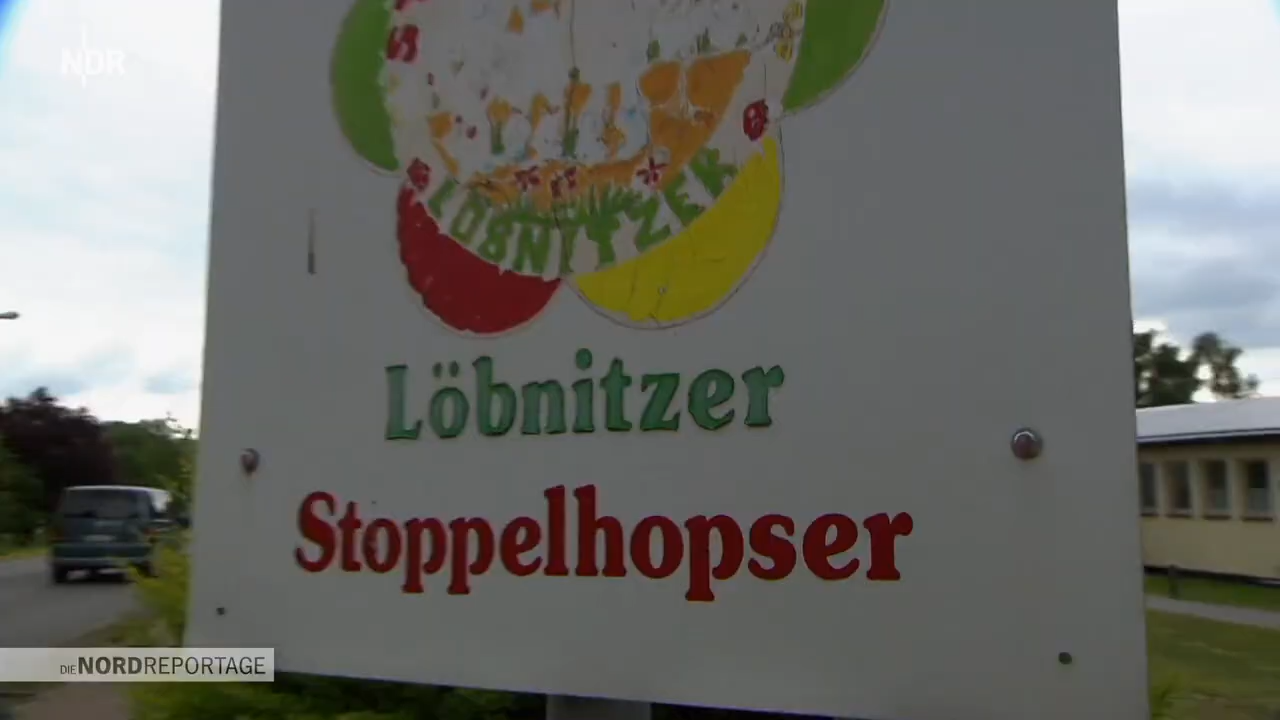 NDR
LÖBNITZER
Löbnitzer
Stoppelhopser
DIE NORDREPORTAGE